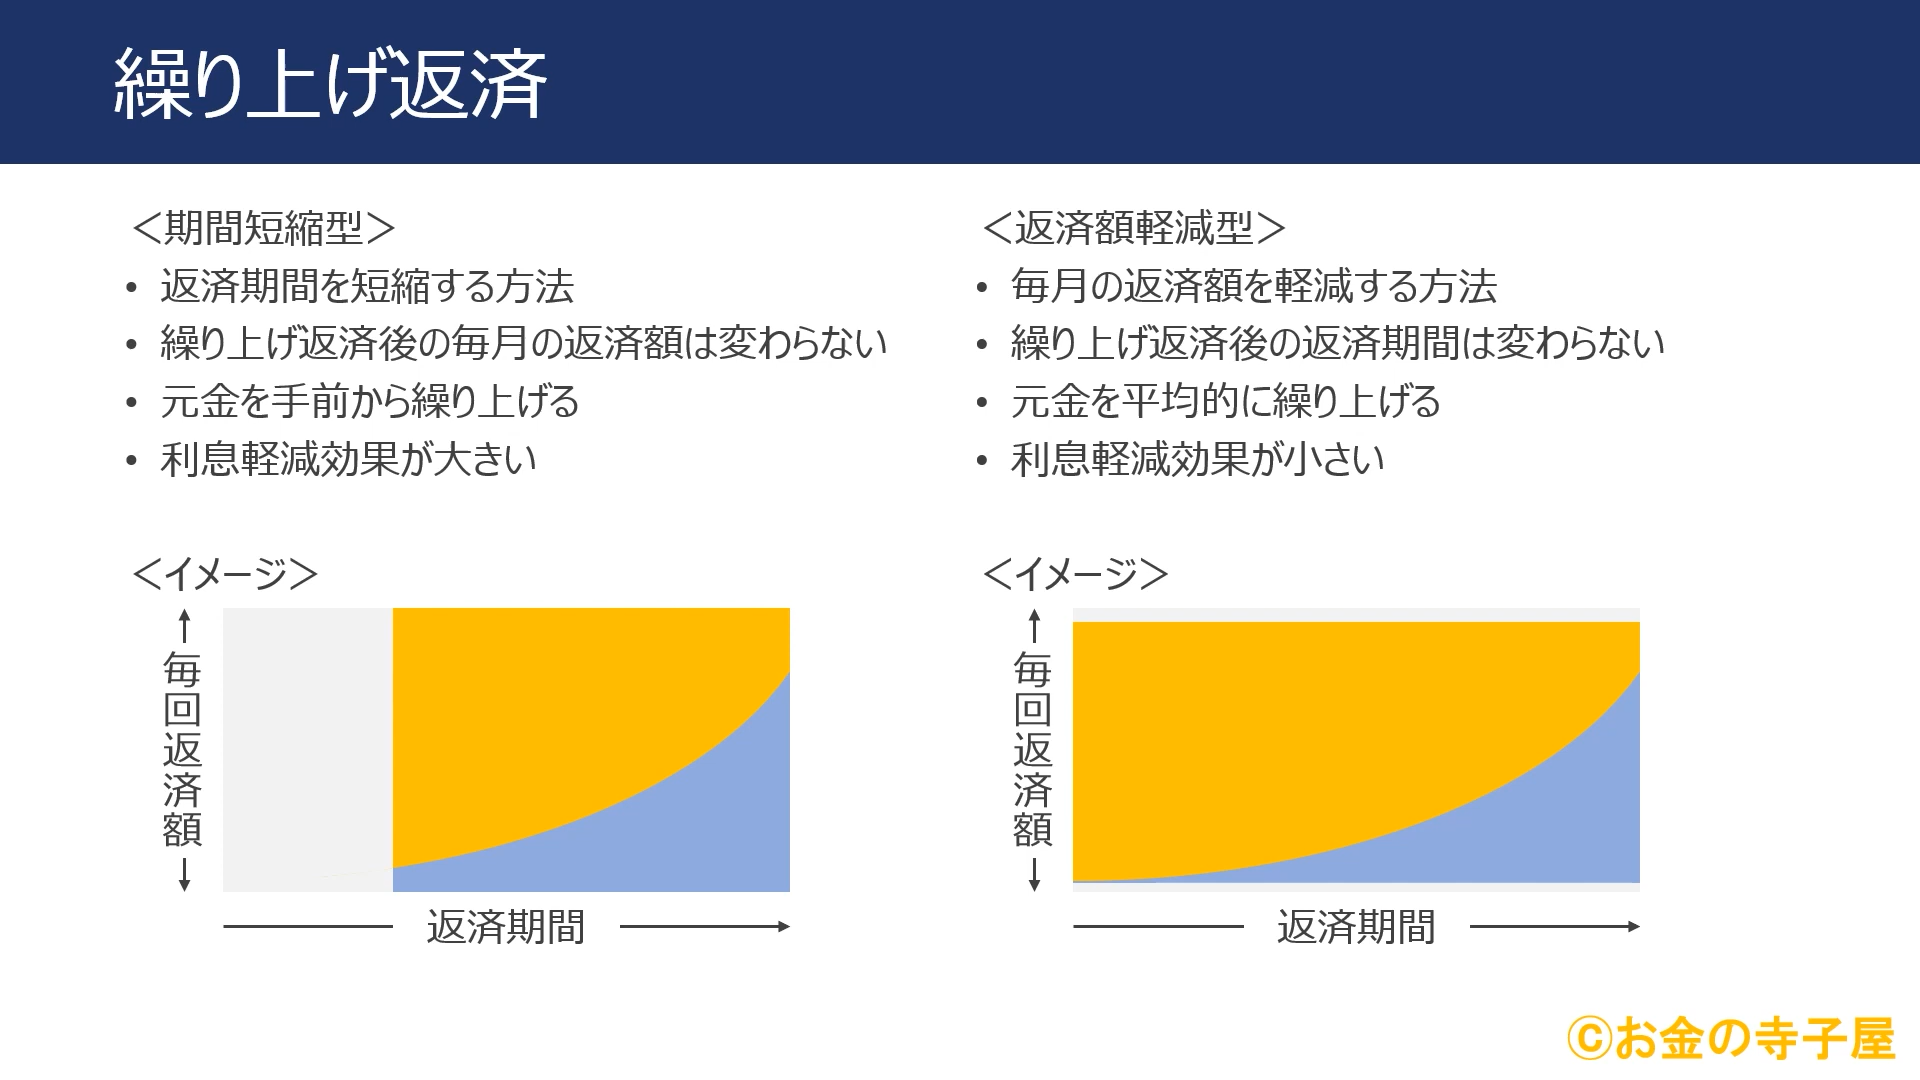 繰り上げ返済
＜期間短縮型＞
• 返済期間を短縮する方法
• 繰り上げ返済後の毎月の返済額は変わらない
• 元金を手前から繰り上げる
• 利息軽減効果が大きい
＜イメージ＞
毎回返済額
返済期間
＜返済額軽減型＞
• 毎月の返済額を軽減する方法
• 繰り上げ返済後の返済期間は変わらない
• 元金を平均的に繰り上げる
• 利息軽減効果が小さい
＜イメージ＞
毎回返済額
返済期間
©お金の寺子屋